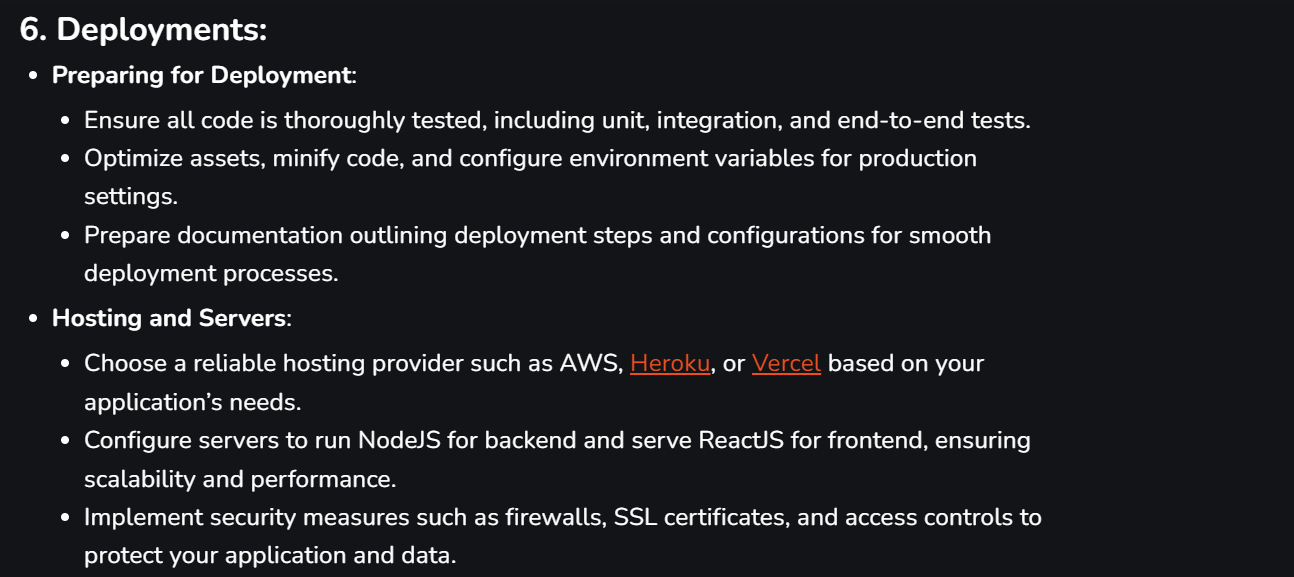 6. Deployments:
Preparing for Deployment:
Ensure all code is thoroughly tested, including unit, integration, and end-to-end tests.
Optimize assets, minify code, and configure environment variables for production
settings.
Prepare documentation outlining deployment steps and configurations for smooth
deployment processes.
Hosting and Servers:
Choose a reliable hosting provider such as AWS, Heroku, or Vercel based on your
application’s needs.
Configure servers to run NodeJS for backend and serve ReactJS for frontend, ensuring
scalability and performance.
Implement security measures such as firewalls, SSL certificates, and access controls to
protect your application and data.